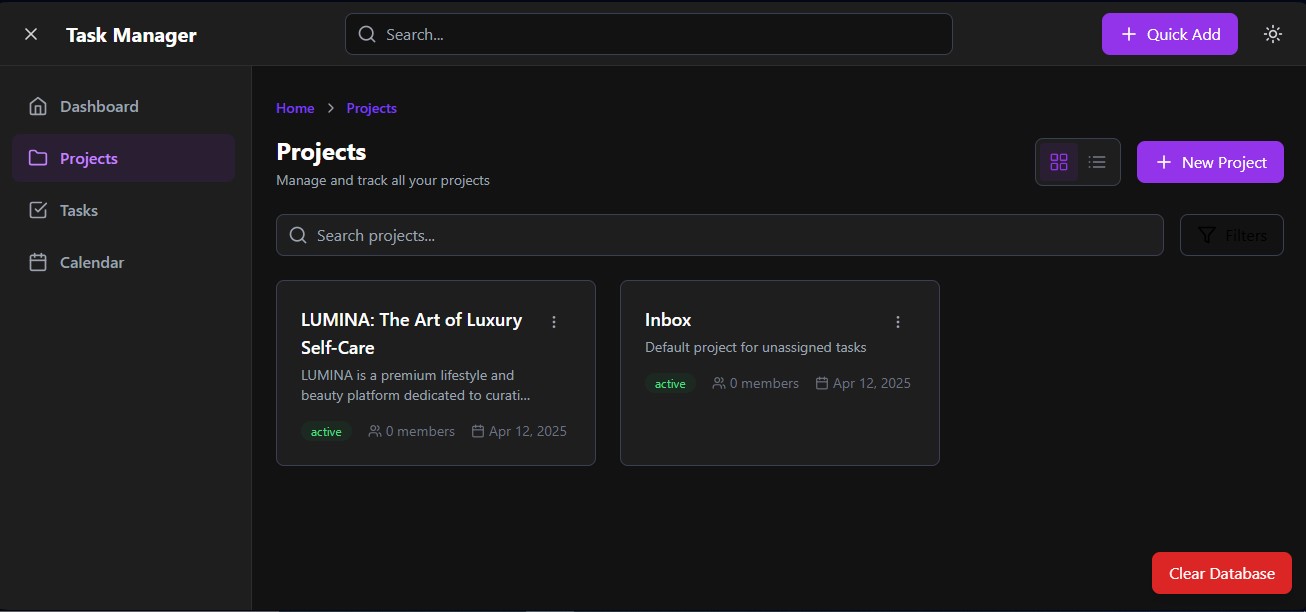 Task Manager
Search...
Quick Add
Dashboard
Projects
Tasks
Calendar
Home > Projects
Projects
Manage and track all your projects
New Project
Search projects...
Filters
LUMINA: The Art of Luxury
Self-Care
LUMINA is a premium lifestyle and
beauty platform dedicated to curati...
active 0 members Apr 12, 2025
Inbox
Default project for unassigned tasks
active 0 members Apr 12, 2025
Clear Database